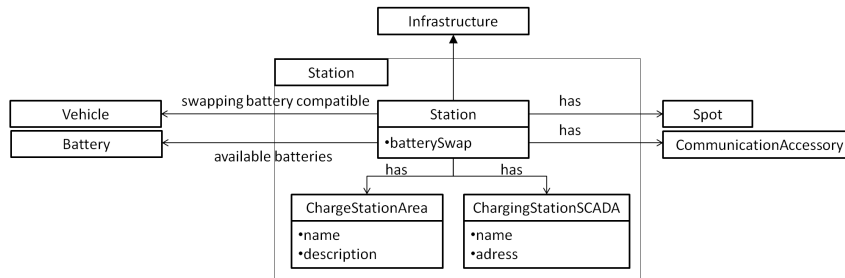 Infrastructure
Station
swapping battery compatible
has
Vehicle
Station
Spot
has
Battery
•batterySwap
CommunicationAccessory
available batteries
has
has
ChargeStationArea
ChargingStationSCADA
•name
•description
•name
•adress